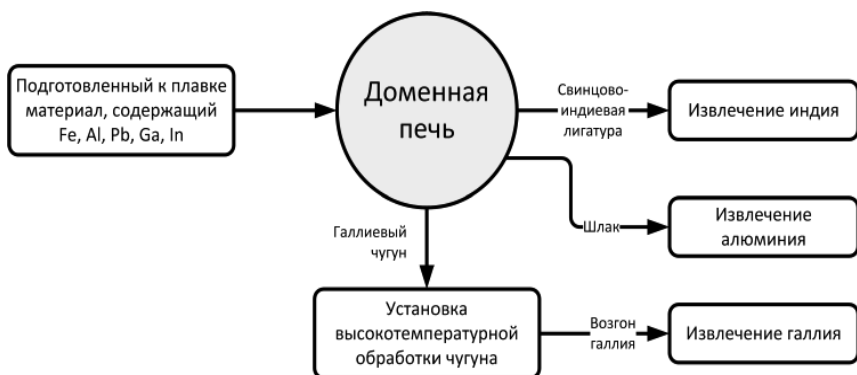 Подготовленный к плавке
материал, содержащий
Fe, Al, Pb, Ga, In
Доменная
печь
Свинцово-
индиевая
лигатура
Извлечение индия
Шлак
Извлечение
алюминия
Галлиевый
чугун
Установка
высокотемпературной
обработки чугуна
Возгон
галлия
Извлечение галлия